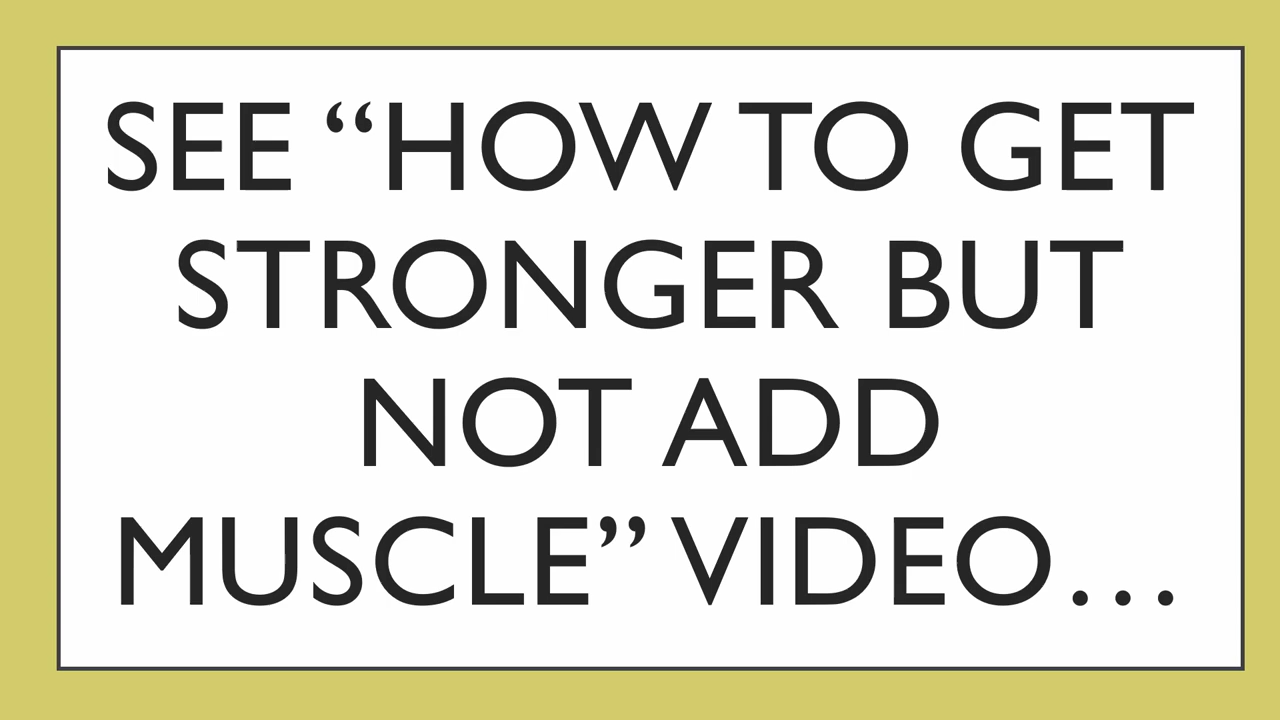 SEE “HOW TO GET
STRONGER BUT
NOT ADD
MUSCLE” VIDEO…